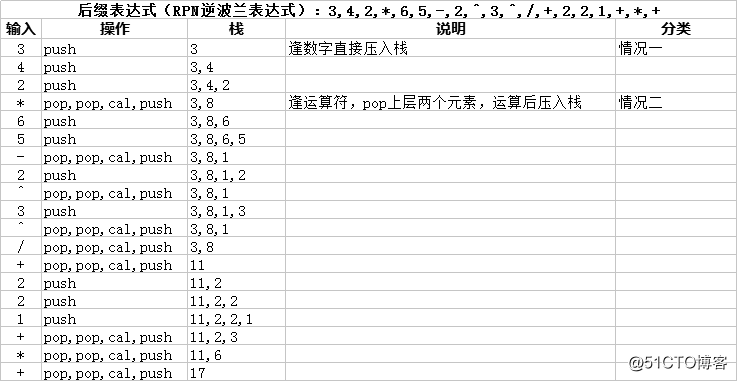 后缀表达式（RPN逆波兰表达式）：3,4,2,*,6,5,-,2,^,3,^,/,+,2,2,1,+,*,+
输入 操作 栈 说明 分类
3 push 3 逢数字直接压入栈 情况一
4 push 3,4
2 push 3,4,2
* pop,pop,cal,push 3,8 逢运算符，pop上层两个元素，运算后压入栈 情况二
6 push 3,8,6
5 push 3,8,6,5
- pop,pop,cal,push 3,8,1
2 push 3,8,1,2
^ pop,pop,cal,push 3,8,1
3 push 3,8,1,3
^ pop,pop,cal,push 3,8,1
/ pop,pop,cal,push 3,8
+ pop,pop,cal,push 11
2 push 11,2
2 push 11,2,2
1 push 11,2,2,1
+ pop,pop,cal,push 11,2,3
* pop,pop,cal,push 11,6
+ pop,pop,cal,push 17
@51CTO博客